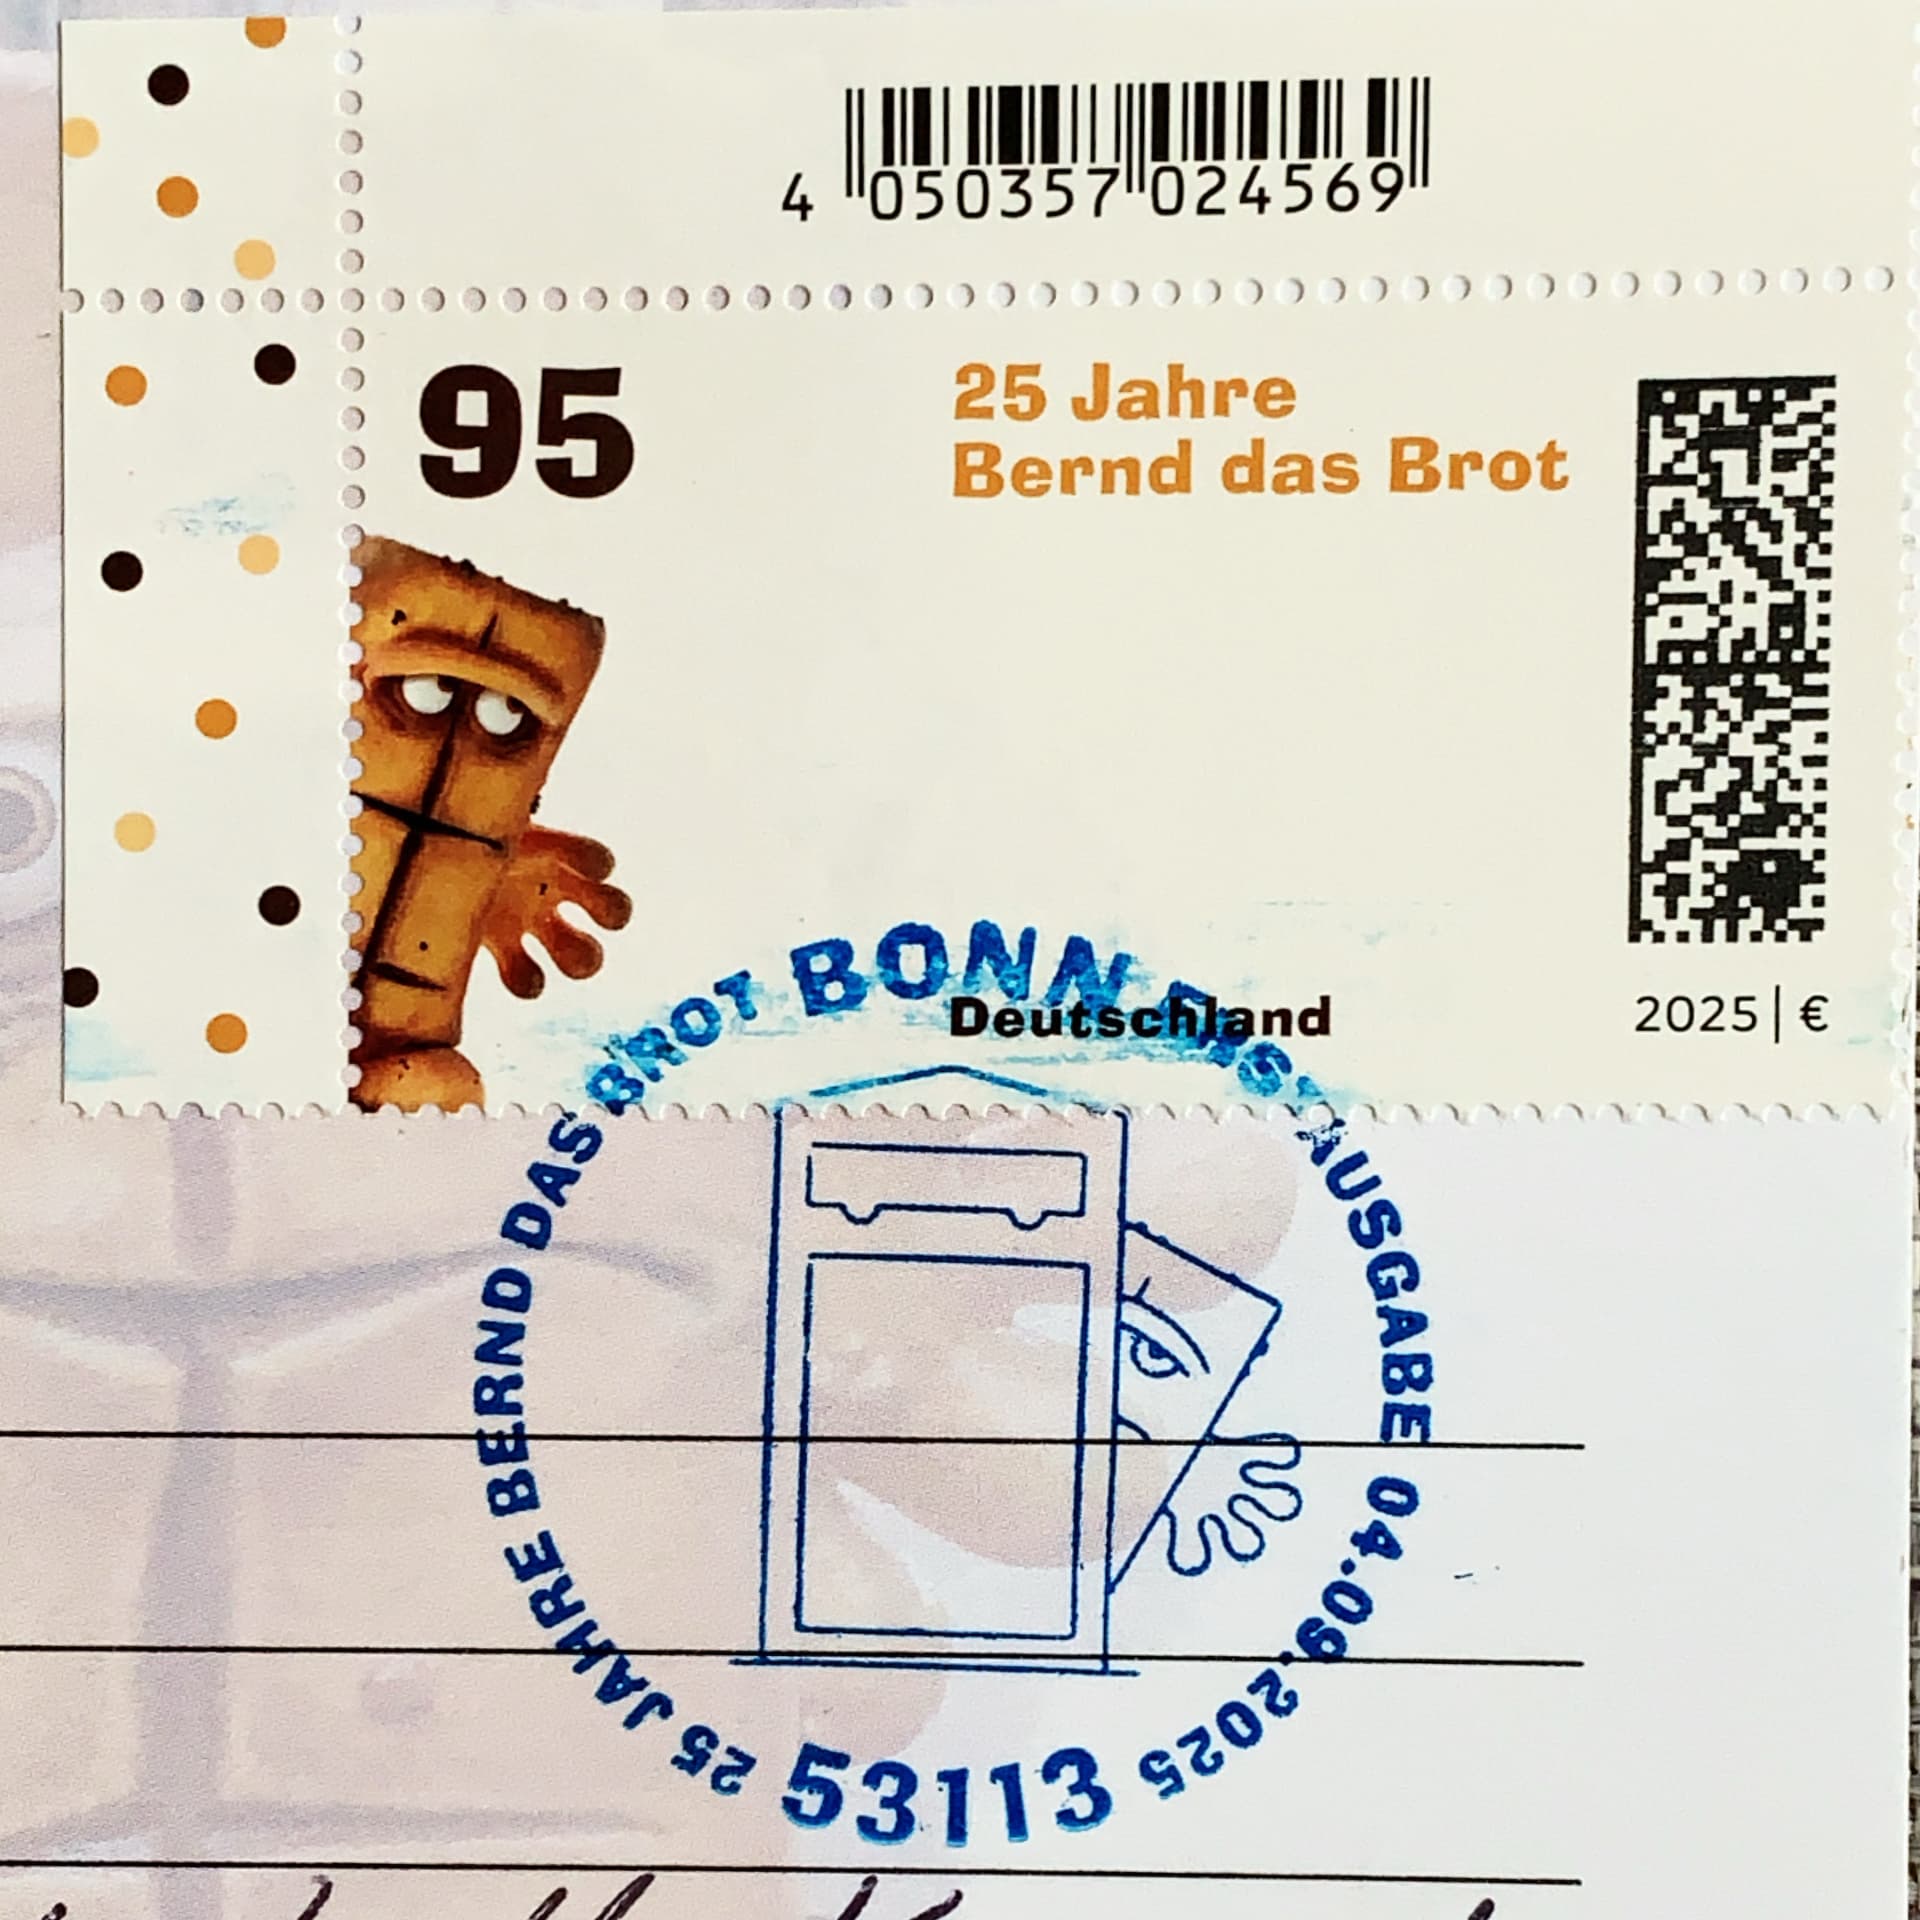 4 050357 024569
95
25 Jahre
Bernd das Brot
Deutschland
2025 | €
25 JAHRE BERND DAS BROT BONN ERSTAUSGABE 04.09.2025
53113